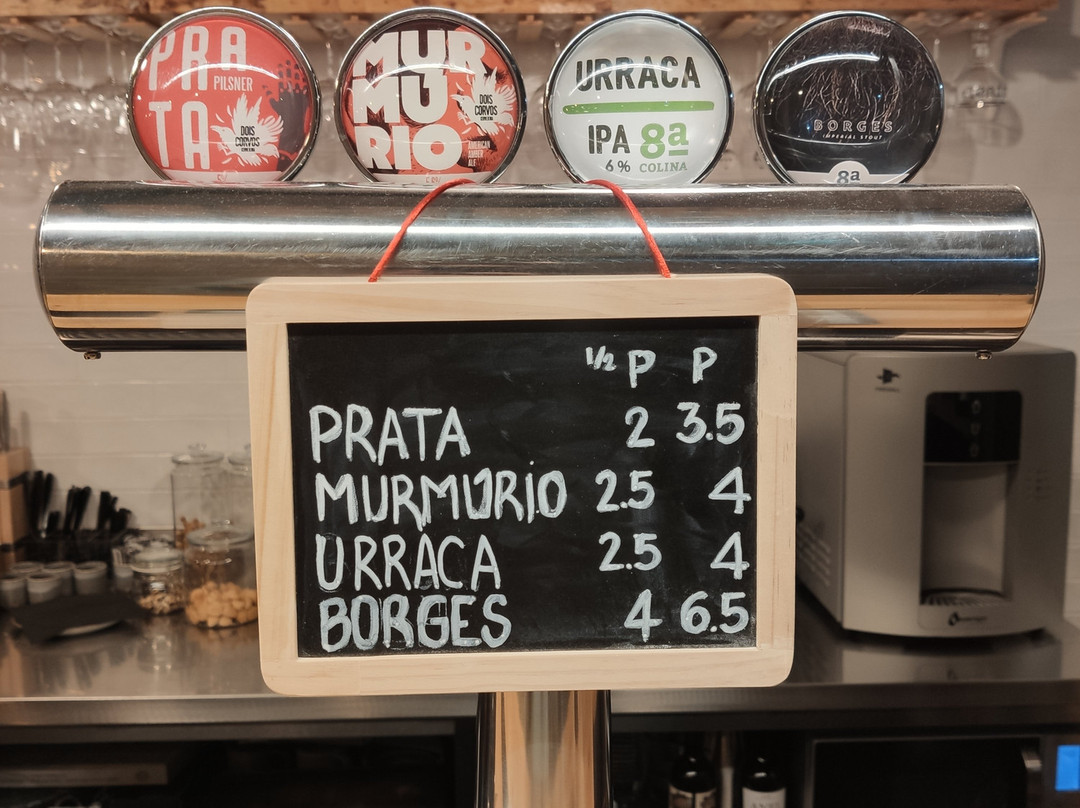 PRA
PILSNER
TA
DOIS
CORVOS
MUR
MU
RIO
DOIS
CORVOS
AMERICAN
AMBER
ALE
URRACA
IPA 8a
6% COLINA
BORGES
IMPERIAL STOUT
8a
1/2 P P
PRATA 2 3.5
MURMURIO 2.5 4
URRACA 2.5 4
BORGES 4 6.5